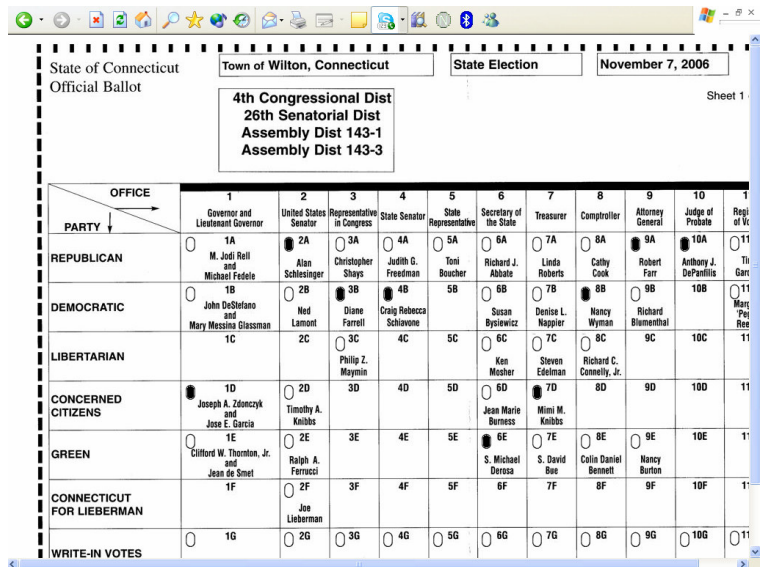 State of Connecticut
Official Ballot
Town of Wilton, Connecticut
State Election
November 7, 2006
4th Congressional Dist
26th Senatorial Dist
Assembly Dist 143-1
Assembly Dist 143-3
Sheet 1
OFFICE
PARTY
1 2 3 4 5 6 7 8 9 10 1
Governor and Lieutenant Governor
United States Senator
Representative in Congress
State Senator
State Representative
Secretary of the State
Treasurer
Comptroller
Attorney General
Judge of Probate
REPUBLICAN
1A M. Jodi Rell and Michael Fedele
2A Alan Schlesinger
3A Christopher Shays
4A Judith G. Freedman
5A Toni Boucher
6A Richard J. Abbate
7A Linda Roberts
8A Cathy Cook
9A Robert Farr
10A Anthony J. DePanfilis
11
DEMOCRATIC
1B John DeStefano and Mary Messina Glassman
2B Ned Lamont
3B Diane Farrell
4B Craig Rebecca Schiavone
5B
6B Susan Bysiewicz
7B Denise L. Nappier
8B Nancy Wyman
9B Richard Blumenthal
10B
11
LIBERTARIAN
1C
2C
3C Philip Z. Maymin
4C
5C
6C Ken Mosher
7C Steven Edelman
8C Richard C. Connelly, Jr.
9C
10C
11
CONCERNED CITIZENS
1D Joseph A. Zdonczyk and Jose E. Garcia
2D Timothy A. Knibbs
3D
4D
5D
6D Jean Marie Burness
7D Mimi M. Knibbs
8D
9D
10D
11
GREEN
1E Clifford W. Thornton, Jr. and Jean de Smet
2E Ralph A. Ferrucci
3E
4E
5E
6E S. Michael Derosa
7E S. David Bue
8E Colin Daniel Bennett
9E Nancy Burton
10E
11
CONNECTICUT FOR LIEBERMAN
1F
2F Joe Lieberman
3F
4F
5F
6F
7F
8F
9F
10F
11
WRITE-IN VOTES
1G
2G
3G
4G
5G
6G
7G
8G
9G
10G
11